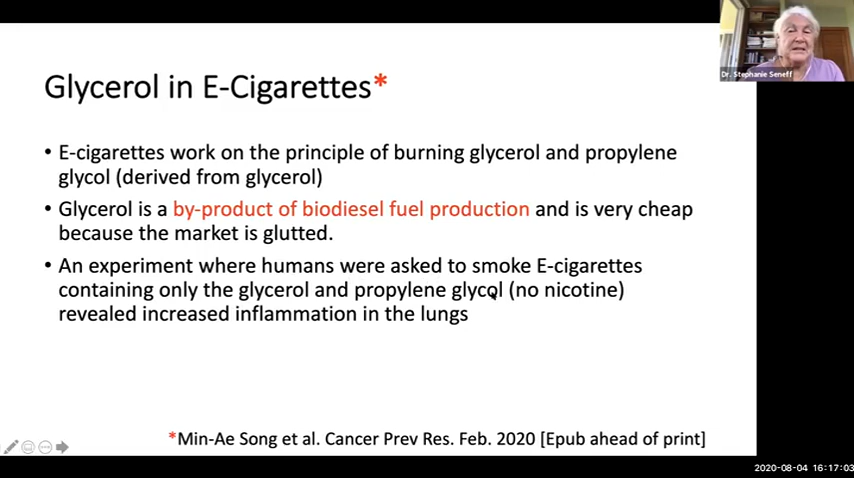 Dr. Stephanie Seneff
Glycerol in E-Cigarettes*
• E-cigarettes work on the principle of burning glycerol and propylene
glycol (derived from glycerol)
• Glycerol is a by-product of biodiesel fuel production and is very cheap
because the market is glutted.
• An experiment where humans were asked to smoke E-cigarettes
containing only the glycerol and propylene glycol (no nicotine)
revealed increased inflammation in the lungs
*Min-Ae Song et al. Cancer Prev Res. Feb. 2020 [Epub ahead of print]
2020-08-04 16:17:03